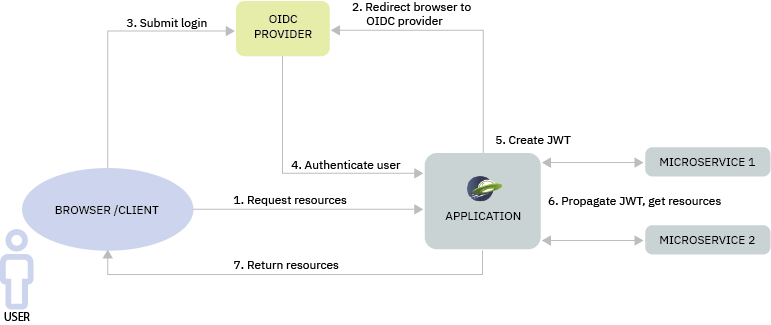 3. Submit login
OIDC
PROVIDER
2. Redirect browser to
OIDC provider
5. Create JWT
4. Authenticate user
MICROSERVICE 1
BROWSER /CLIENT
1. Request resources
APPLICATION
6. Propagate JWT, get resources
MICROSERVICE 2
7. Return resources
USER